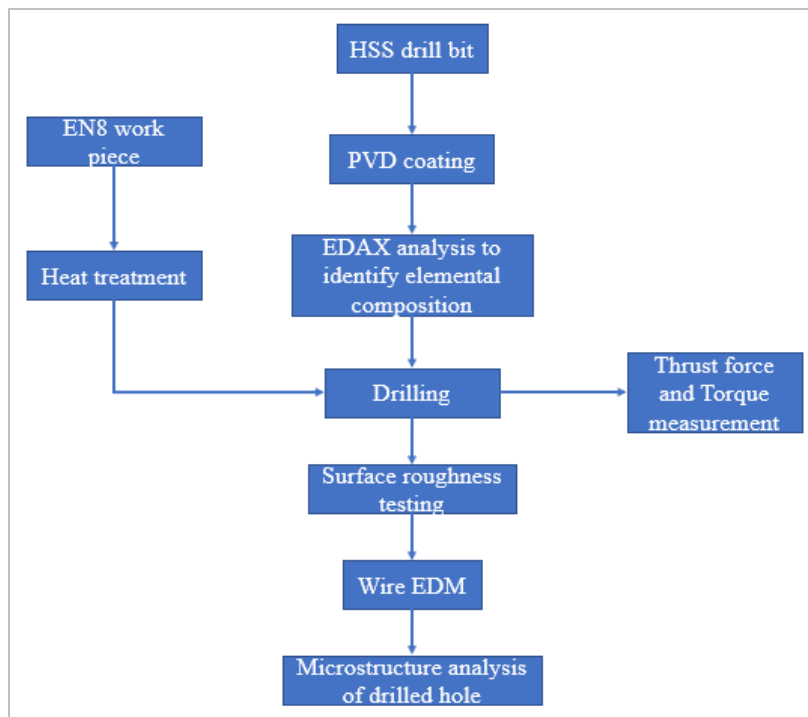 HSS drill bit
EN8 work
piece
PVD coating
EDAX analysis to
identify elemental
composition
Heat treatment
Thrust force
and Torque
measurement
Drilling
Surface roughness
testing
Wire EDM
Microstructure analysis
of drilled hole